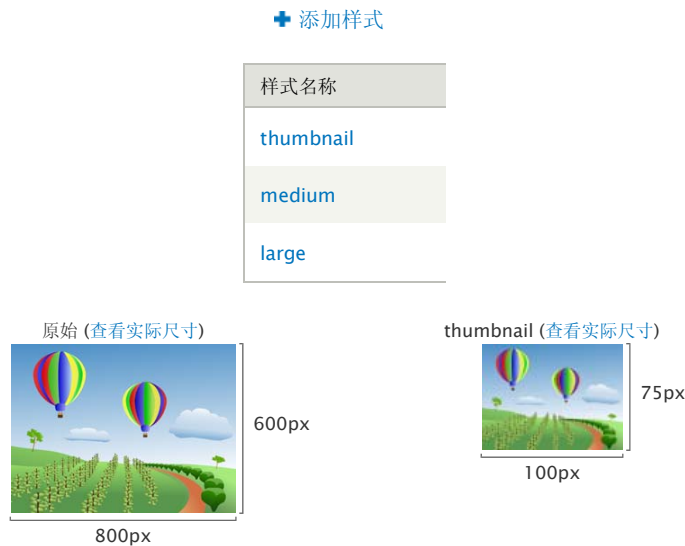 添加样式
样式名称
thumbnail
medium
large
原始 (查看实际尺寸)
600px
800px
thumbnail (查看实际尺寸)
75px
100px